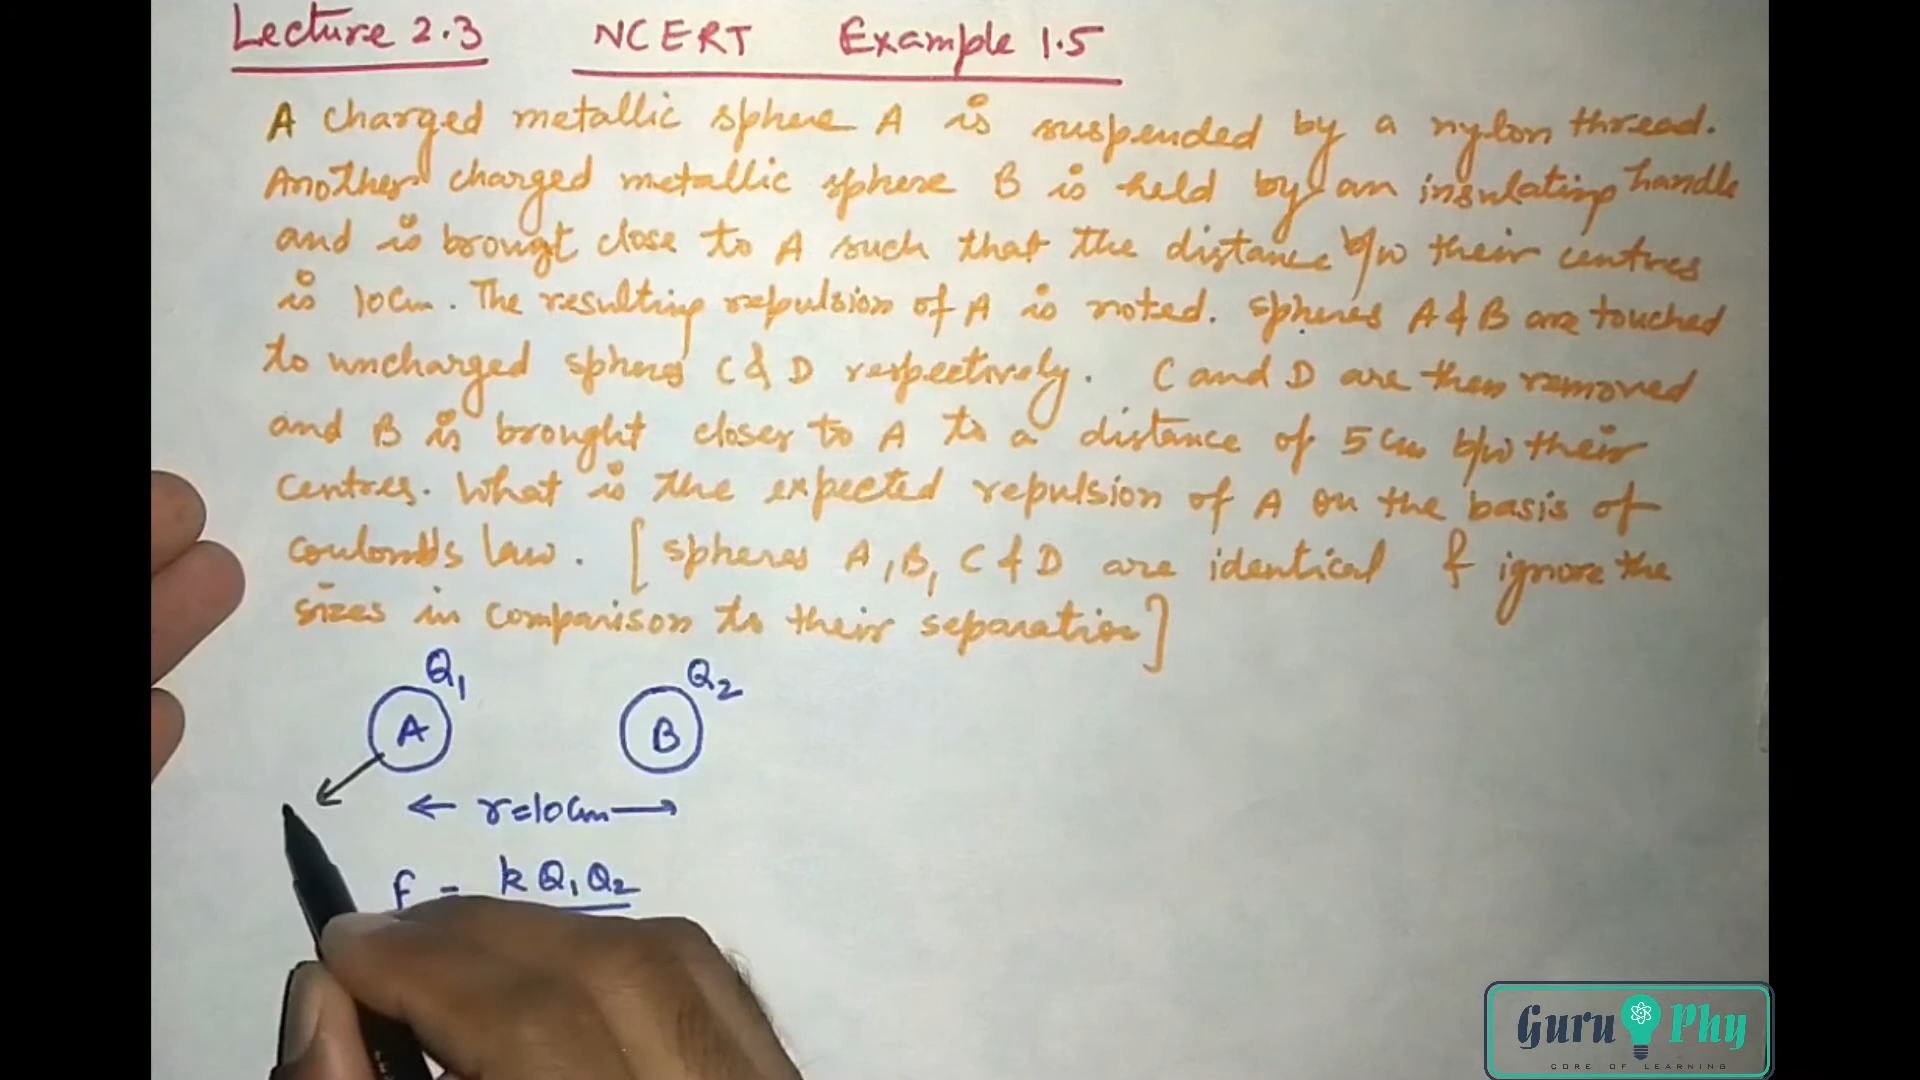 Lecture 2.3 NCERT Example 1.5
A charged metallic sphere A is suspended by a nylon thread.
Another charged metallic sphere B is held by an insulating handle
and is brougt close to A such that the distance b/w their centres
is 10cm. The resulting repulsion of A is noted. spheres A & B are touched
to uncharged spheres C & D respectively. C and D are then removed
and B is brought closer to A to a distance of 5cm b/w their
centres. What is the expected repulsion of A on the basis of
coulomb's law. [spheres A, B, C & D are identical & ignore the
sizes in comparison to their separation]
Q1 Q2
A B
r=10cm
F = kQ1Q2
Guru Phy
CORE OF LEARNING